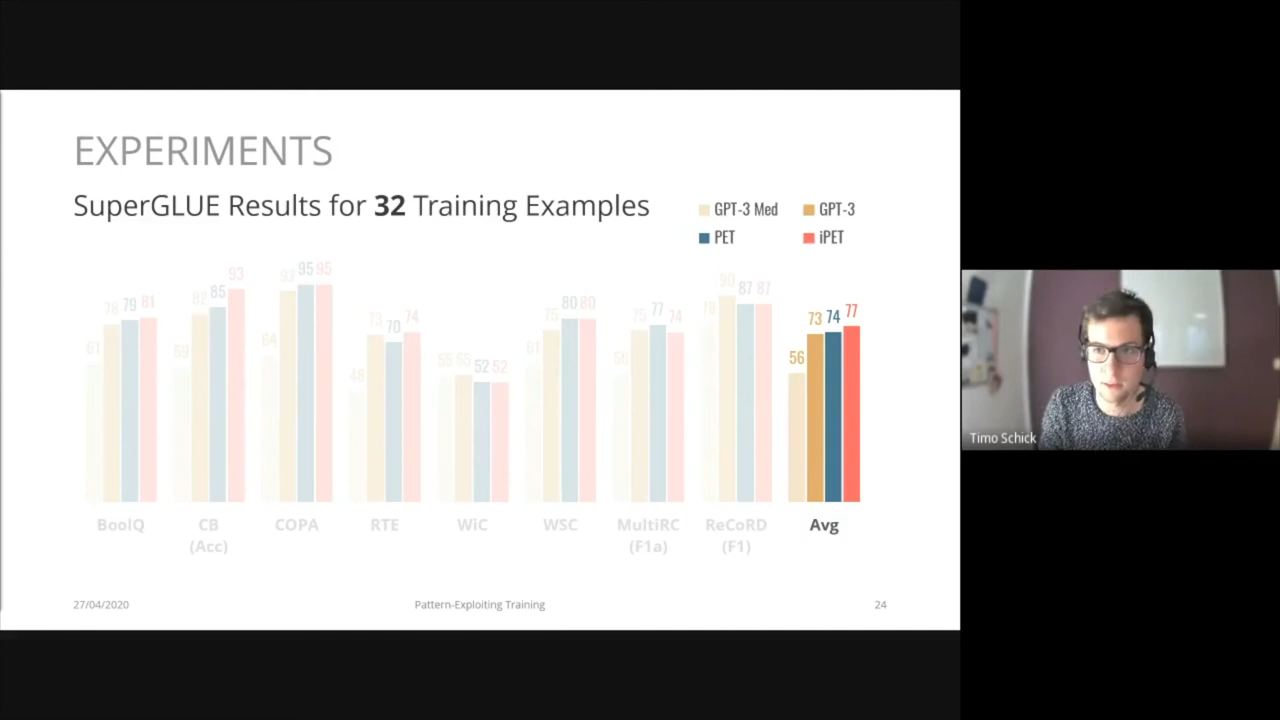 EXPERIMENTS
SuperGLUE Results for 32 Training Examples
GPT-3 Med GPT-3
PET iPET
61 78 79 81
59 82 85 93
64 92 95 95
48 73 70 74
55 55 52 52
61 75 80 80
56 75 77 74
78 90 87 87
56 73 74 77
BoolQ CB COPA RTE WiC WSC MultiRC ReCoRD Avg
(Acc) (F1a) (F1)
27/04/2020 Pattern-Exploiting Training 24
Timo Schick